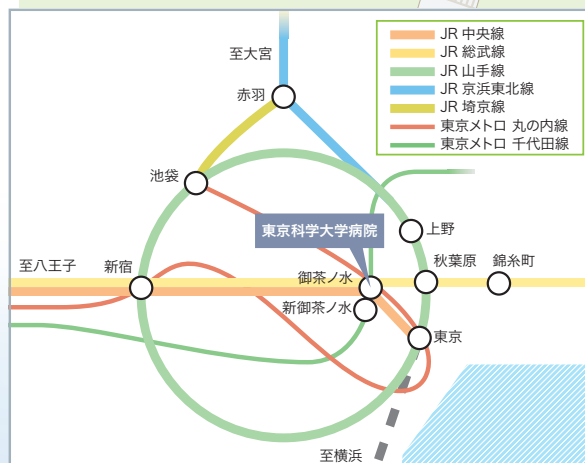 JR 中央線
JR 総武線
JR 山手線
JR 京浜東北線
JR 埼京線
東京メトロ 丸の内線
東京メトロ 千代田線
至大宮
赤羽
池袋
上野
東京科学大学病院
至八王子
新宿
御茶ノ水
秋葉原
錦糸町
新御茶ノ水
東京
至横浜